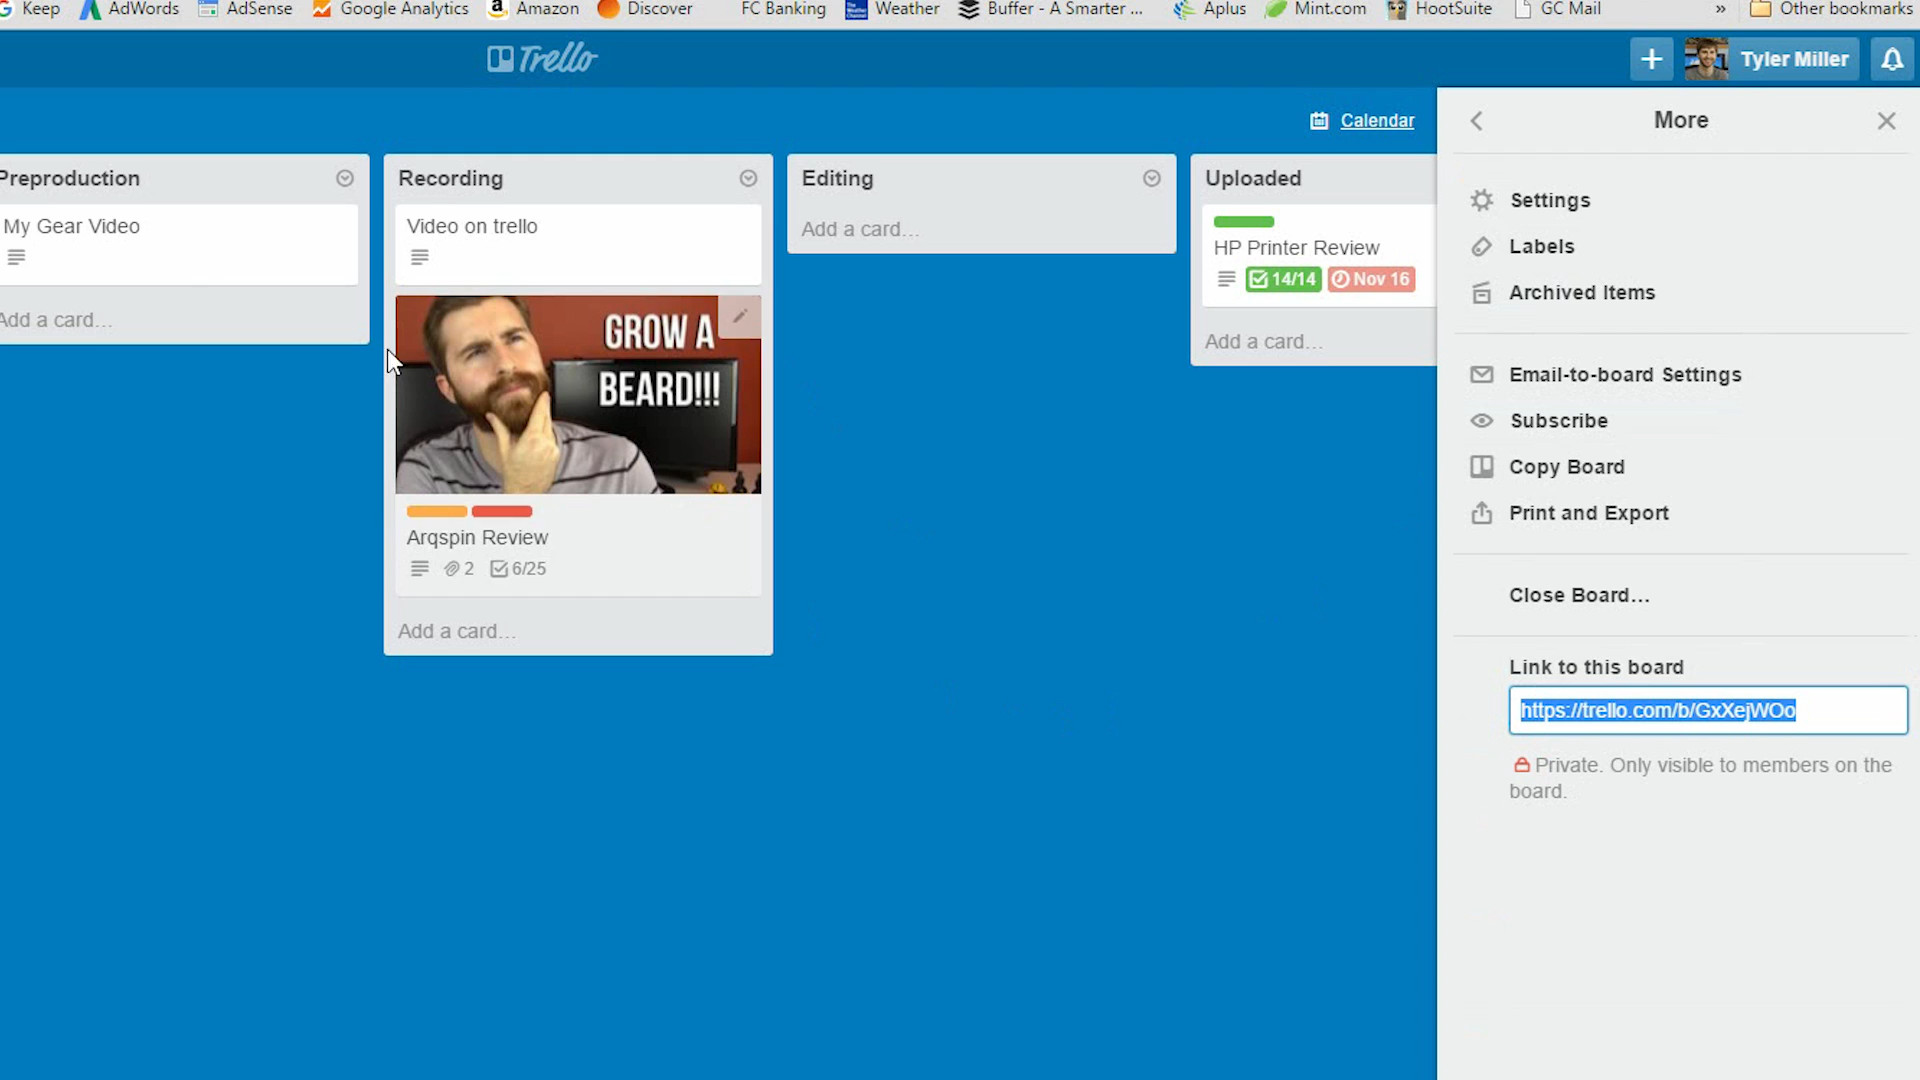 Keep AdWords AdSense Google Analytics Amazon Discover FC Banking Weather Buffer - A Smarter ... Aplus Mint.com HootSuite GC Mail » Other bookmarks
Trello
Tyler Miller
Calendar
Preproduction
My Gear Video
Add a card...
Recording
Video on trello
GROW A
BEARD!!!
Arqspin Review
2 6/25
Add a card...
Editing
Add a card...
Uploaded
HP Printer Review
14/14 Nov 16
Add a card...
More
Settings
Labels
Archived Items
Email-to-board Settings
Subscribe
Copy Board
Print and Export
Close Board...
Link to this board
https://trello.com/b/GxXejWOo
Private. Only visible to members on the
board.